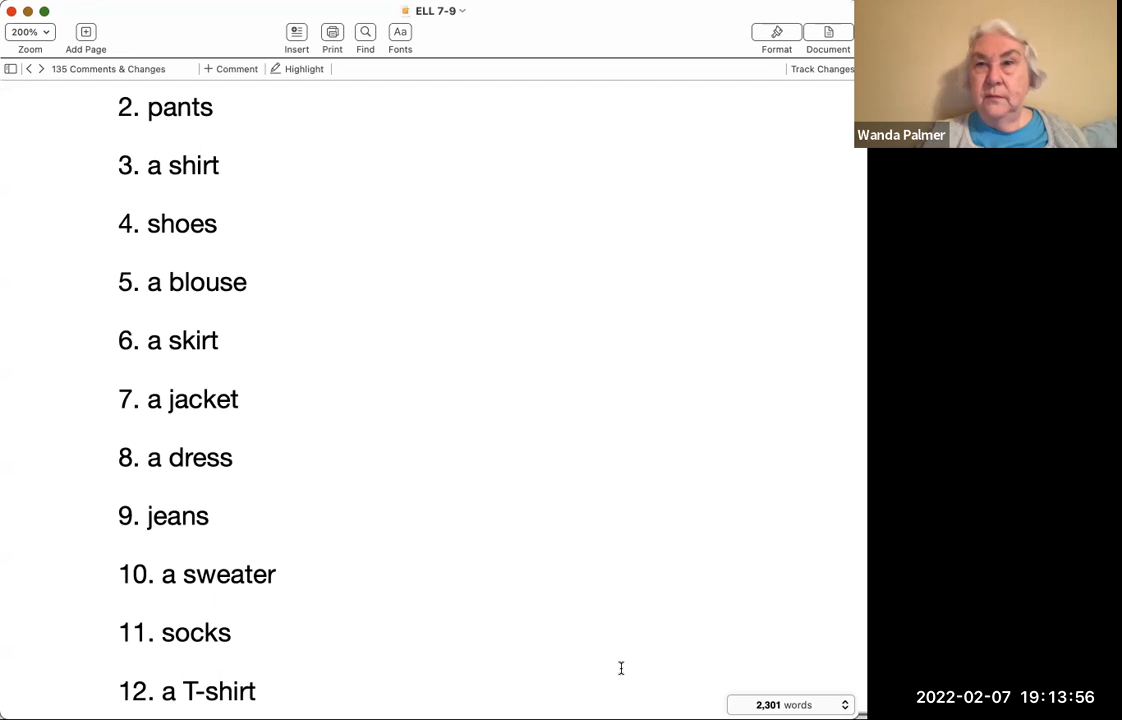 ELL 7-9
200%
Zoom
Add Page
Insert
Print
Find
Aa
Fonts
Format
Document
135 Comments & Changes
+ Comment
Highlight
Track Changes
Wanda Palmer
2. pants
3. a shirt
4. shoes
5. a blouse
6. a skirt
7. a jacket
8. a dress
9. jeans
10. a sweater
11. socks
12. a T-shirt
2,301 words
2022-02-07 19:13:56